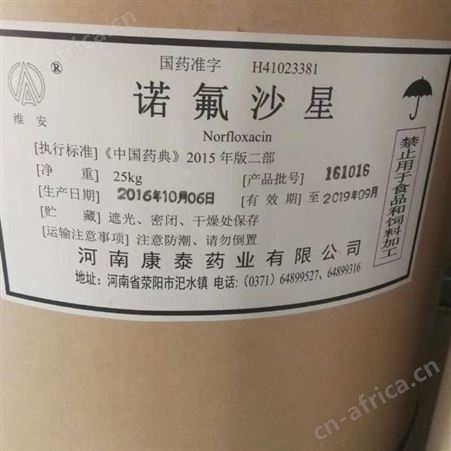 国药准字 H41023381
®
维安
诺氟沙星
Norfloxacin
[执行标准]《中国药典》2015年版二部
[净 重] 25kg [产品批号] 161016
[生产日期] 2016年10月06日 [有效期] 至2019年09月
[贮 藏] 遮光、密闭、干燥处保存
[运输注意事项] 注意防潮、请勿倒置
河南康泰药业有限公司
地址：河南省荥阳市汜水镇 电话：(0371) 64899527、64899316
禁止用于食品和饲料加工
cn-africa.cn